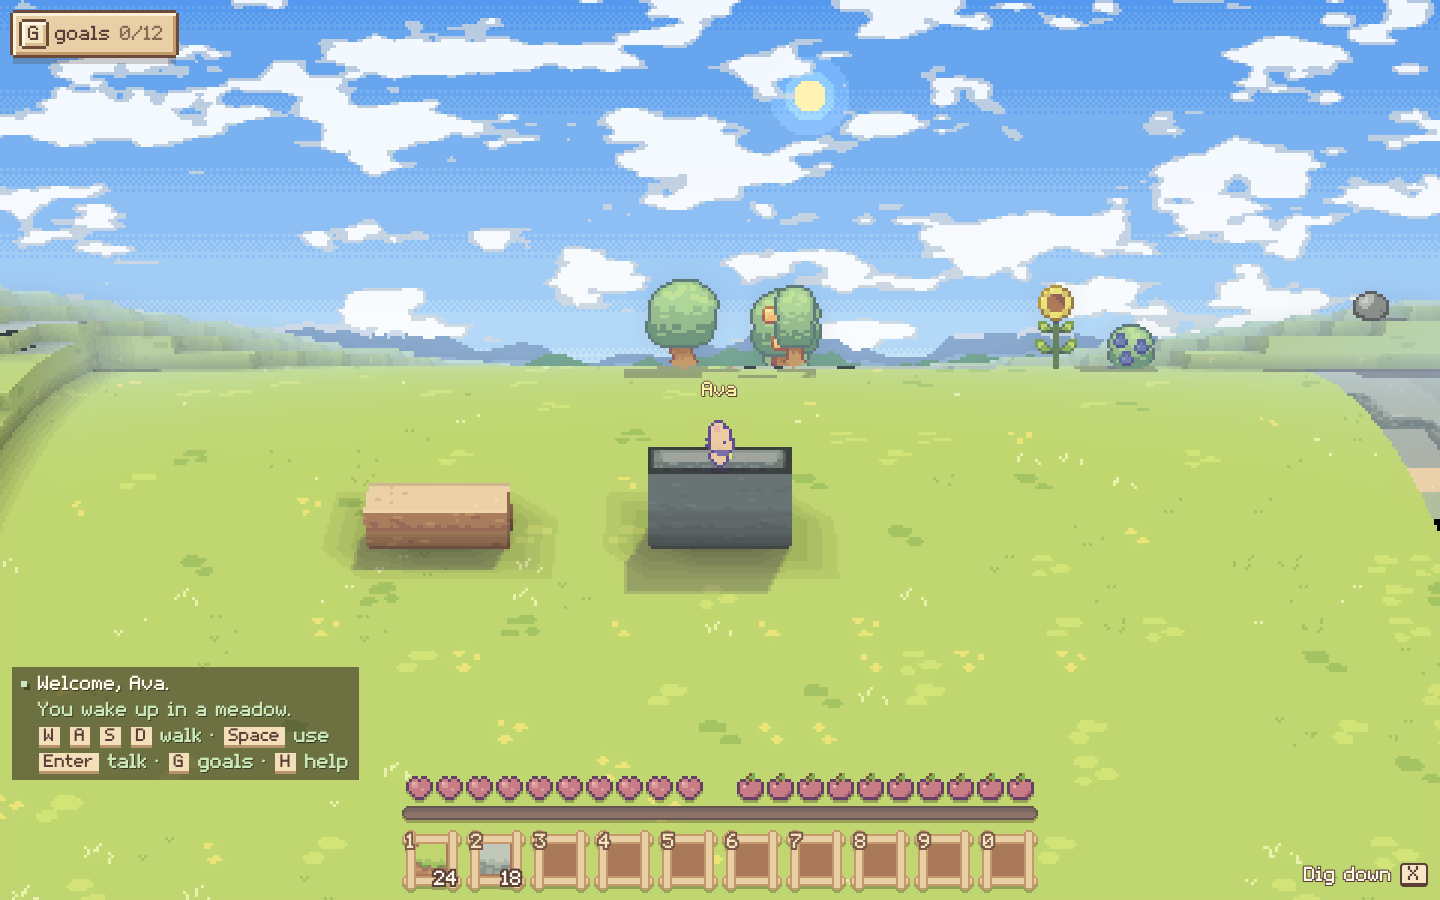 G goals 0/12
Ava
Welcome, Ava.
You wake up in a meadow.
W A S D walk · Space use
Enter talk · G goals · H help
1 2 3 4 5 6 7 8 9 0
24 18
Dig down X